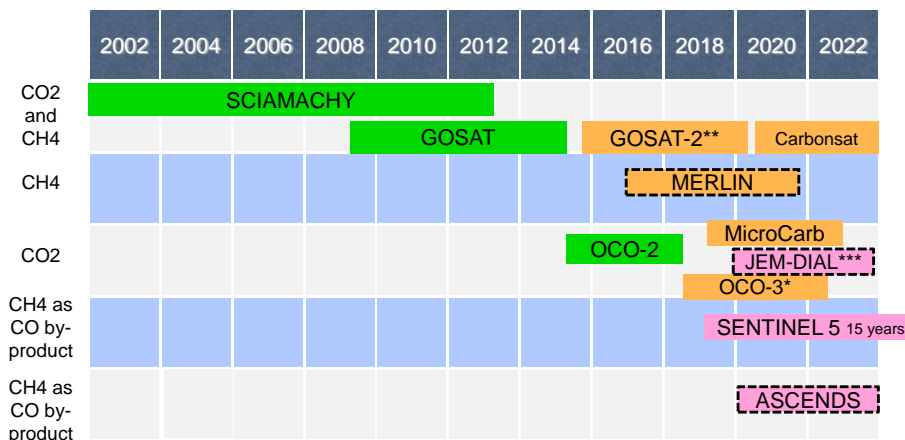 2002 2004 2006 2008 2010 2012 2014 2016 2018 2020 2022
CO2
and
CH4
SCIAMACHY
GOSAT
GOSAT-2**
Carbonsat
CH4
MERLIN
CO2
OCO-2
MicroCarb
JEM-DIAL***
OCO-3*
CH4 as
CO by-
product
SENTINEL 5 15 years
CH4 as
CO by-
product
ASCENDS